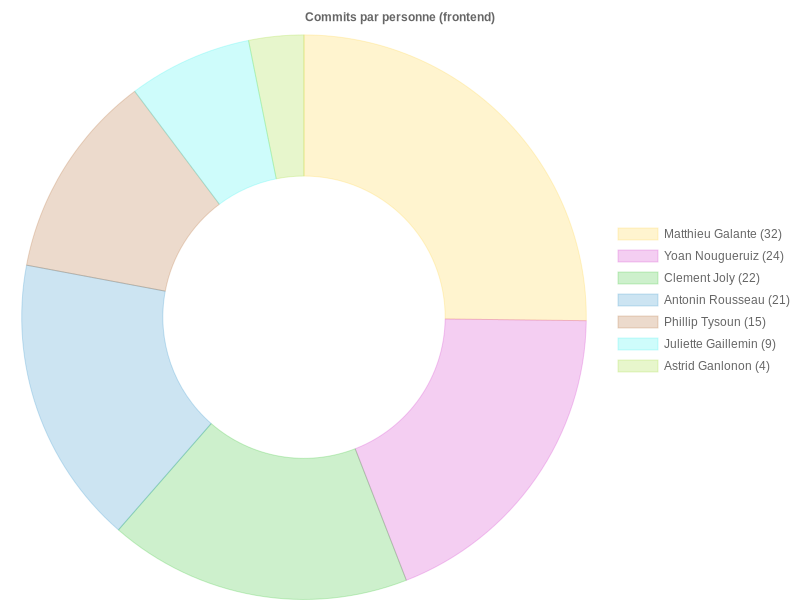 Commits par personne (frontend)
Matthieu Galante (32)
Yoan Nougueruiz (24)
Clement Joly (22)
Antonin Rousseau (21)
Phillip Tysoun (15)
Juliette Gaillemin (9)
Astrid Ganlonon (4)